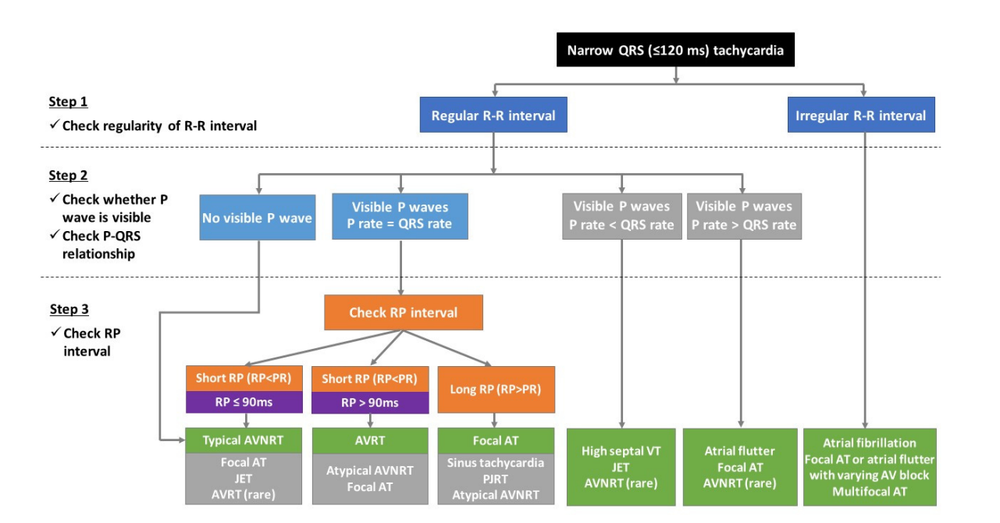 Narrow QRS (≤120 ms) tachycardia
Step 1
✓ Check regularity of R-R interval
Regular R-R interval
Irregular R-R interval
Step 2
✓ Check whether P
wave is visible
✓ Check P-QRS
relationship
No visible P wave
Visible P waves
P rate = QRS rate
Visible P waves
P rate < QRS rate
Visible P waves
P rate > QRS rate
Step 3
✓ Check RP
interval
Check RP interval
Short RP (RP<PR)
RP ≤ 90ms
Short RP (RP<PR)
RP > 90ms
Long RP (RP>PR)
Typical AVNRT
Focal AT
JET
AVRT (rare)
AVRT
Atypical AVNRT
Focal AT
Focal AT
Sinus tachycardia
PJRT
Atypical AVNRT
High septal VT
JET
AVNRT (rare)
Atrial flutter
Focal AT
AVNRT (rare)
Atrial fibrillation
Focal AT or atrial flutter
with varying AV block
Multifocal AT